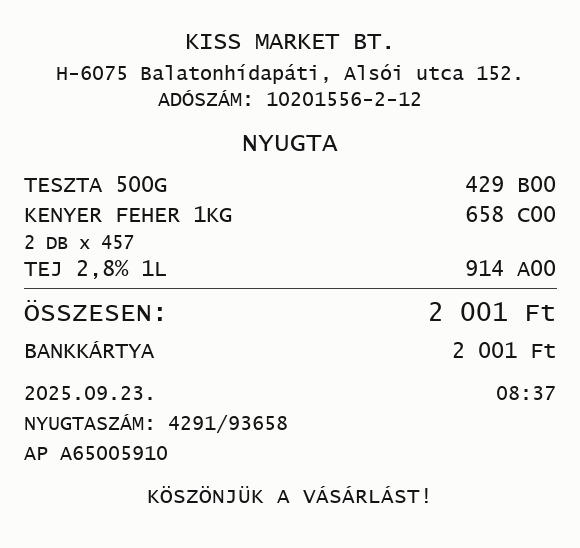 KISS MARKET BT.
H-6075 Balatonhídapáti, Alsói utca 152.
ADÓSZÁM: 10201556-2-12
NYUGTA
TESZTA 500G 429 B00
KENYER FEHER 1KG 658 C00
2 DB x 457
TEJ 2,8% 1L 914 A00
ÖSSZESEN: 2 001 Ft
BANKKÁRTYA 2 001 Ft
2025.09.23. 08:37
NYUGTASZÁM: 4291/93658
AP A65005910
KÖSZÖNJÜK A VÁSÁRLÁST!